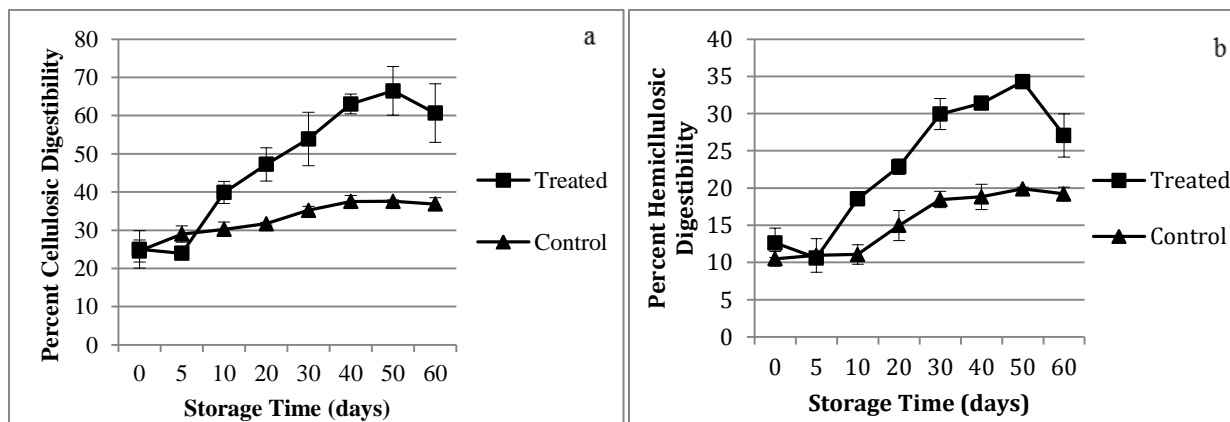 a
80
70
60
50
40
30
20
10
0
Percent Cellulosic Digestibility
0 5 10 20 30 40 50 60
Storage Time (days)
Treated
Control
b
40
35
30
25
20
15
10
5
0
Percent Hemicllulosic
Digestibility
0 5 10 20 30 40 50 60
Storage Time (days)
Treated
Control